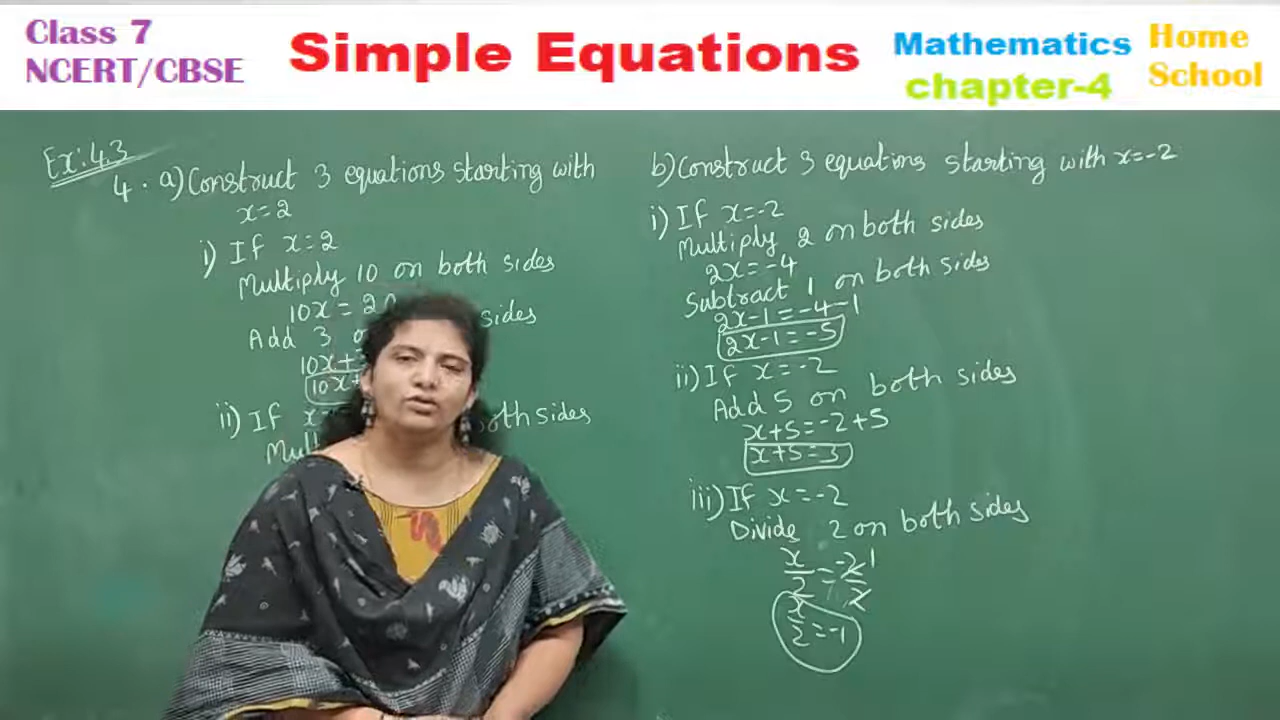 Class 7
NCERT/CBSE
Simple Equations
Mathematics
chapter-4
Home
School
Ex:4.3
4. a) Construct 3 equations starting with
x=2
i) If x=2
Multiply 10 on both sides
10x = 2
Add 3 sides
10x+
10x+
ii) If x both sides
b) Construct 3 equations starting with x=-2
i) If x=-2
Multiply 2 on both sides
2x=-4
Subtract 1 on both sides
2x-1=-4-1
2x-1=-5
ii) If x=-2
Add 5 on both sides
x+5=-2+5
x+5=3
iii) If x=-2
Divide 2 on both sides
x/2=-2/2 1
x/2=-1